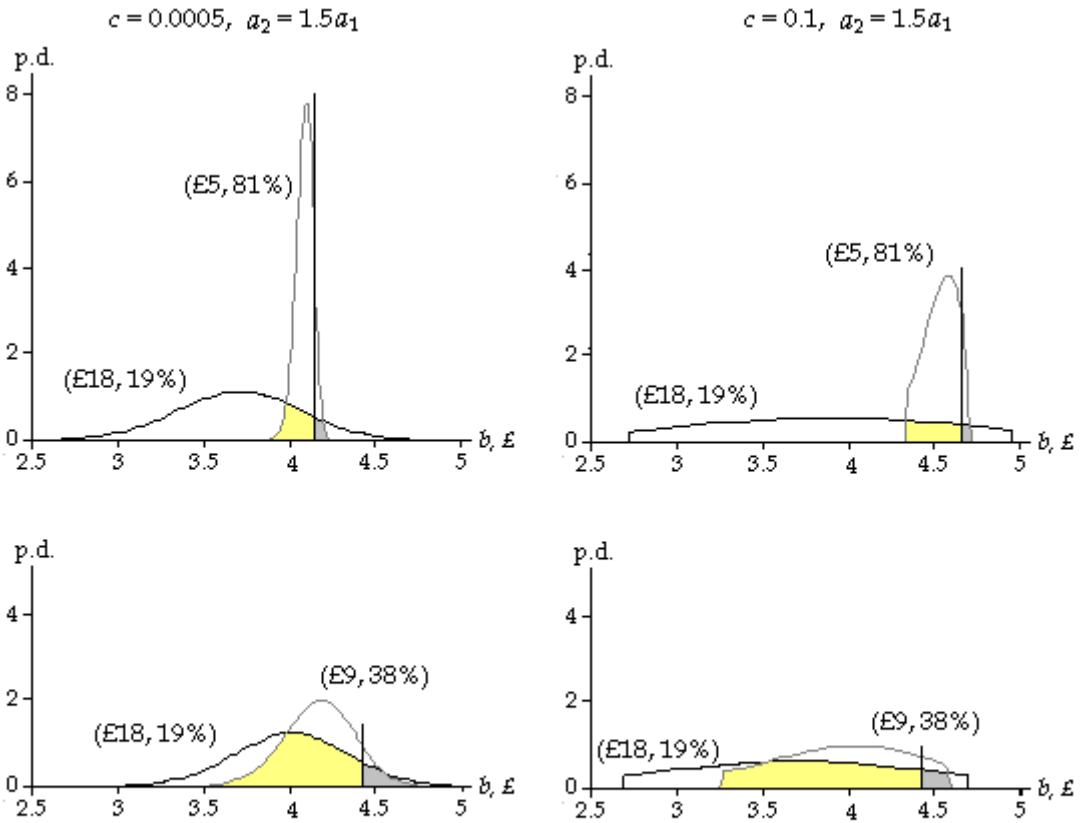 c = 0.0005, a₂ = 1.5a₁
p.d.
8
6
4
2
0
(£5, 81%)
(£18, 19%)
2.5 3 3.5 4 4.5 5 b, £
c = 0.1, a₂ = 1.5a₁
p.d.
8
6
4
2
0
(£5, 81%)
(£18, 19%)
2.5 3 3.5 4 4.5 5 b, £
p.d.
4
2
0
(£9, 38%)
(£18, 19%)
2.5 3 3.5 4 4.5 5 b, £
p.d.
4
2
0
(£9, 38%)
(£18, 19%)
2.5 3 3.5 4 4.5 5 b, £